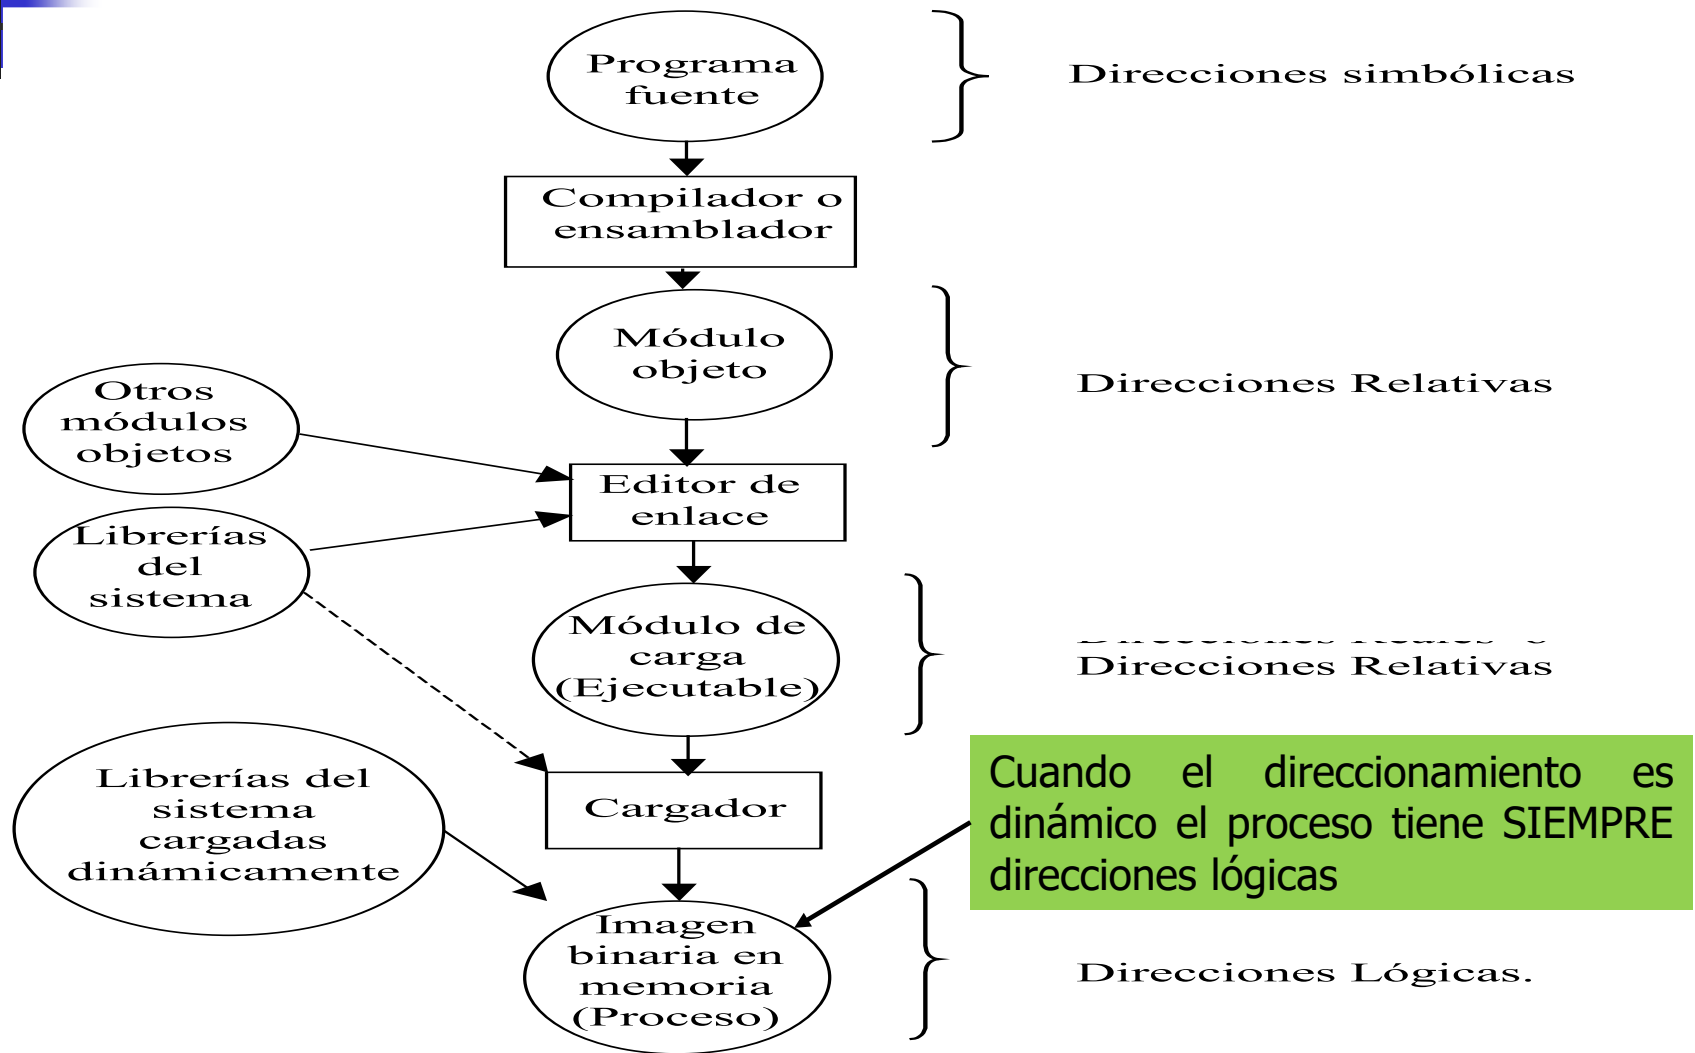 Programa
fuente
Direcciones simbólicas
Compilador o
ensamblador
Módulo
objeto
Direcciones Relativas
Otros
módulos
objetos
Editor de
enlace
Librerías
del
sistema
Módulo de
carga
(Ejecutable)
Direcciones Relativas
Librerías del
sistema
cargadas
dinámicamente
Cargador
Cuando el direccionamiento es
dinámico el proceso tiene SIEMPRE
direcciones lógicas
Imagen
binaria en
memoria
(Proceso)
Direcciones Lógicas.